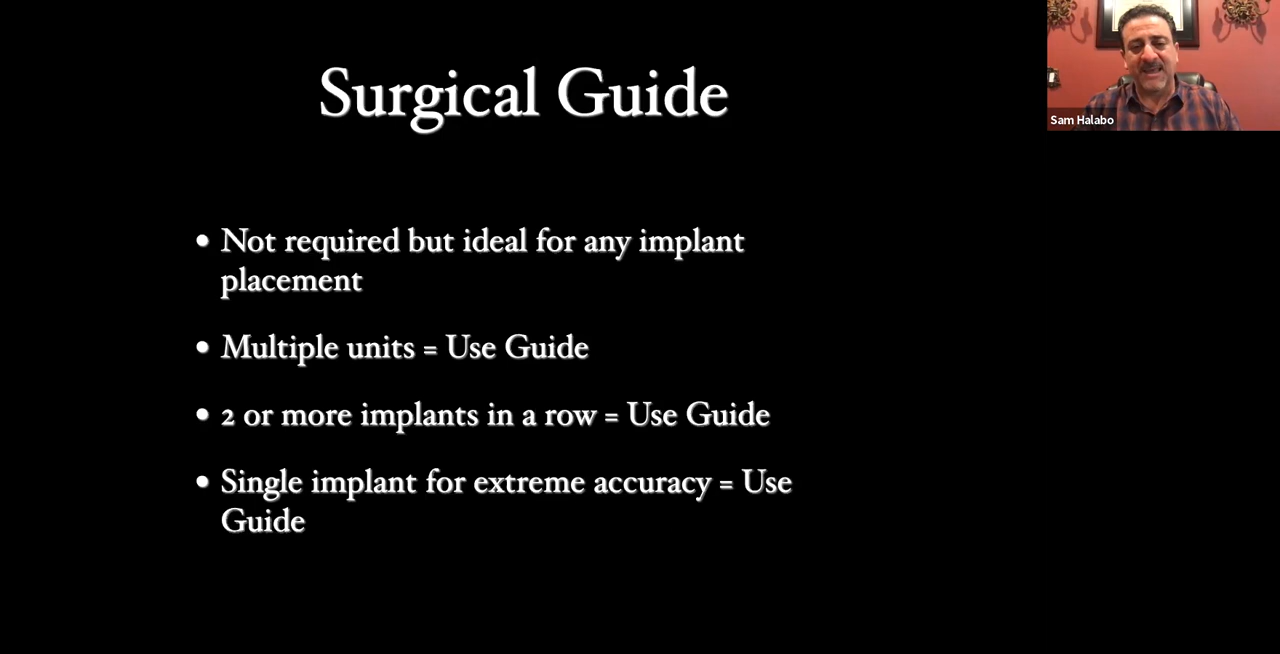 Surgical Guide
Sam Halabo
• Not required but ideal for any implant
placement
• Multiple units = Use Guide
• 2 or more implants in a row = Use Guide
• Single implant for extreme accuracy = Use
Guide